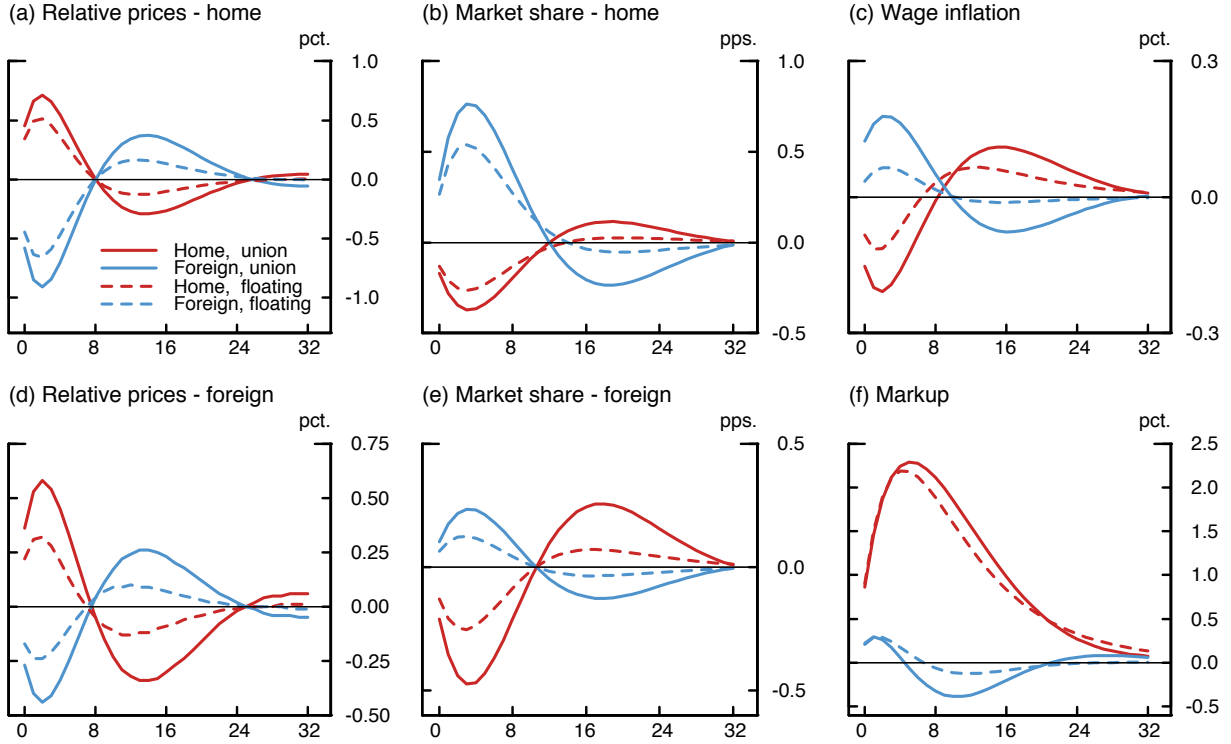 (a) Relative prices - home
pct.
1.0
0.5
0.0
-0.5
-1.0
Home, union
Foreign, union
Home, floating
Foreign, floating
0 8 16 24 32
(b) Market share - home
pps.
1.0
0.5
0.0
-0.5
0 8 16 24 32
(c) Wage inflation
pct.
0.3
0.0
-0.3
0 8 16 24 32
(d) Relative prices - foreign
pct.
0.75
0.50
0.25
0.00
-0.25
-0.50
0 8 16 24 32
(e) Market share - foreign
pps.
0.5
0.0
-0.5
0 8 16 24 32
(f) Markup
pct.
2.5
2.0
1.5
1.0
0.5
0.0
-0.5
0 8 16 24 32